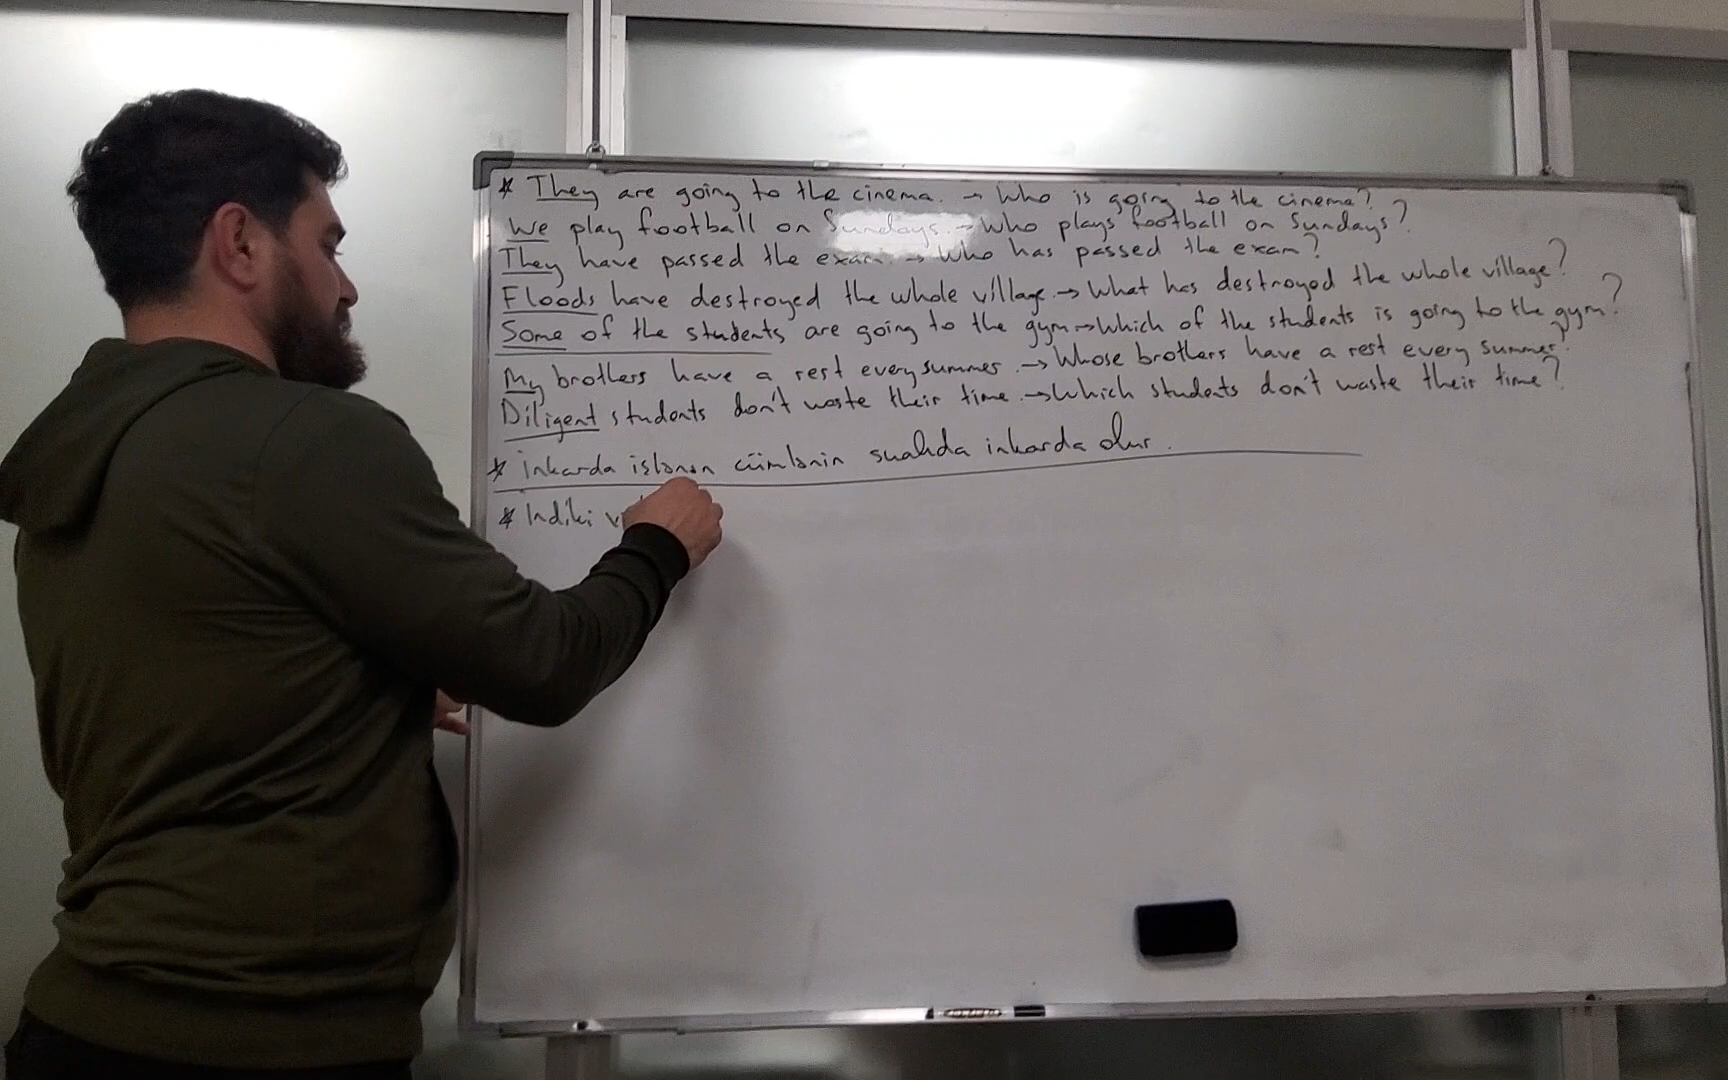 * They are going to the cinema. → Who is going to the cinema?
We play football on Sundays. → Who plays football on Sundays?
They have passed the exam. → Who has passed the exam?
Floods have destroyed the whole village. → What has destroyed the whole village?
Some of the students are going to the gym → Which of the students is going to the gym?
My brothers have a rest every summer. → Whose brothers have a rest every summer?
Diligent students don't waste their time. → Which students don't waste their time?
* İnkarda işlənən cümlənin sualıda inkarda olur.
* İndiki